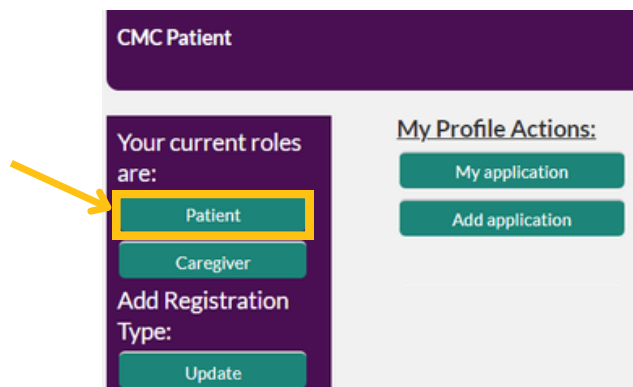 CMC Patient
Your current roles
are:
Patient
Caregiver
Add Registration
Type:
Update
My Profile Actions:
My application
Add application